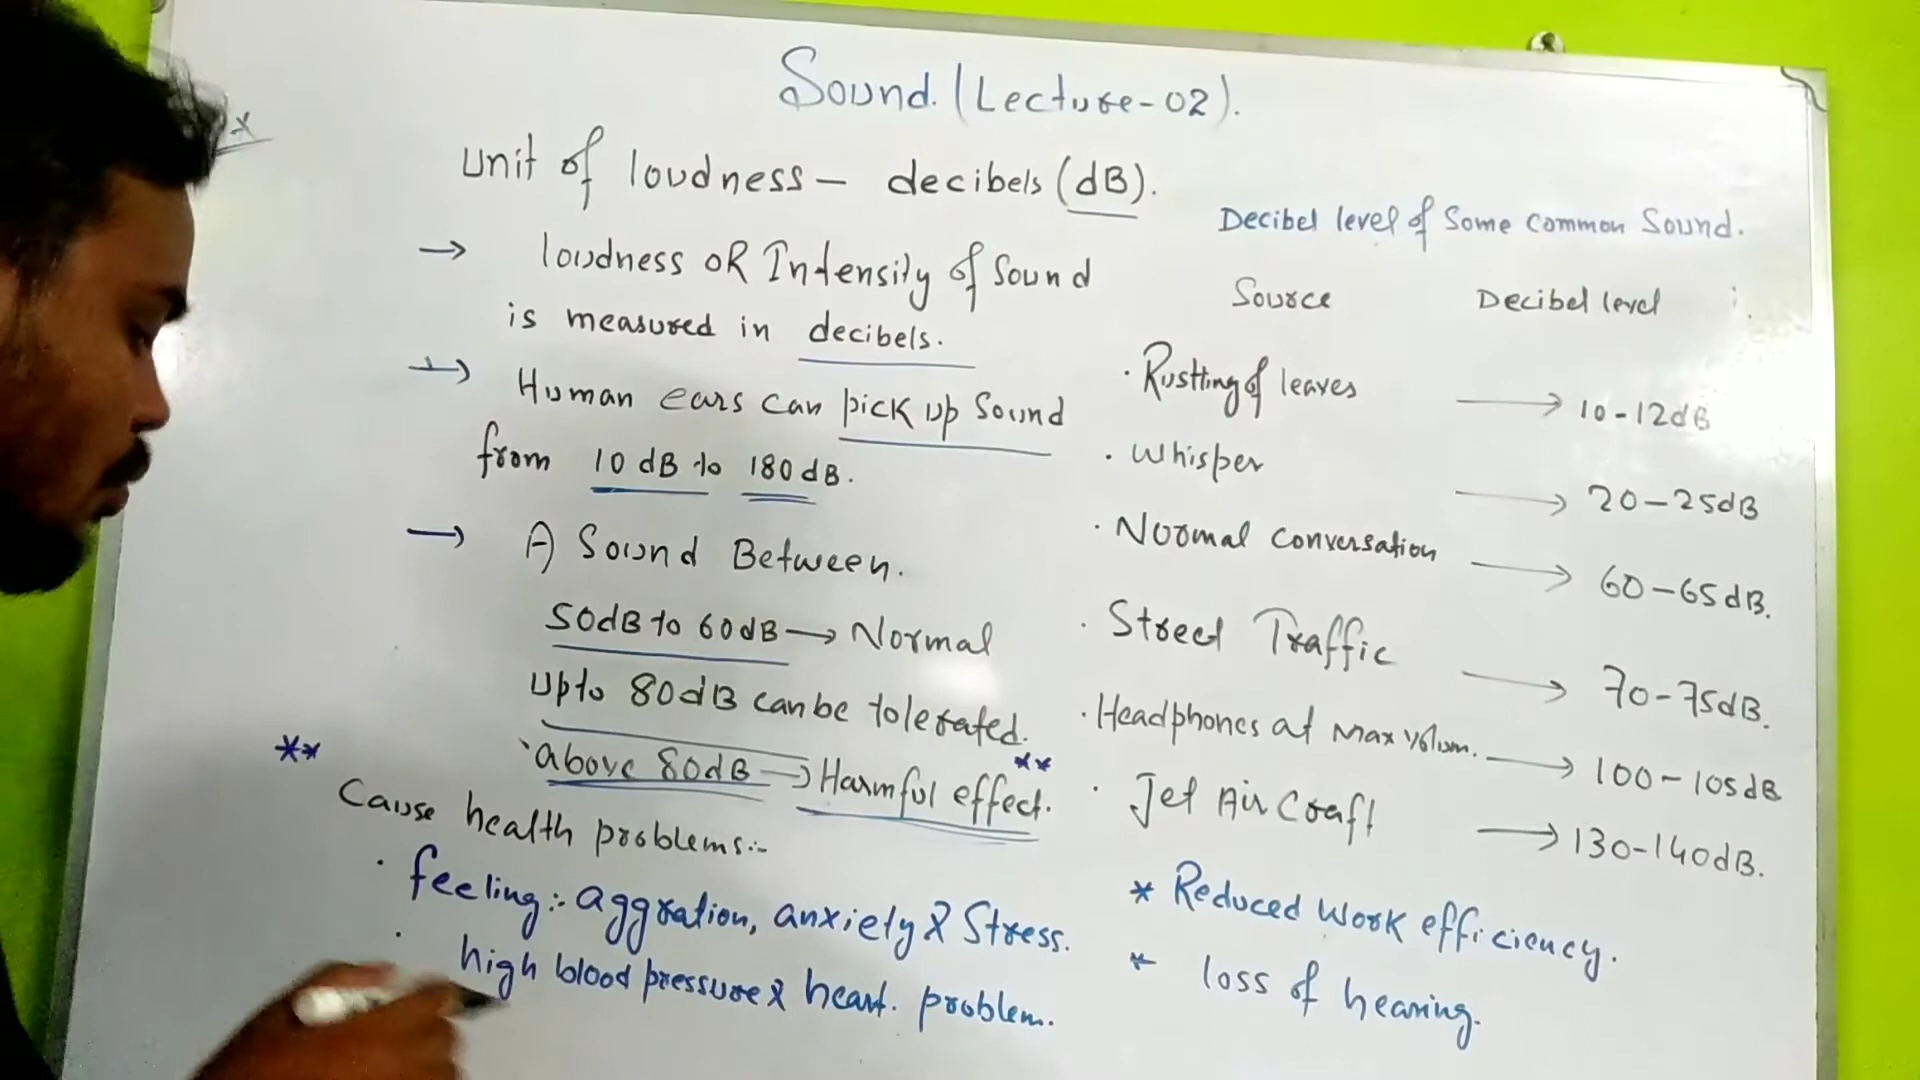 Sound. (Lecture-02).
unit of loudness – decibels (dB).
→ loudness OR Intensity of Sound
is measured in decibels.
→ Human ears can pick up Sound
from 10 dB to 180 dB.
→ A Sound Between.
50dB to 60dB → Normal
upto 80dB can be tolerated.
above 80dB → Harmful effect. **
** Cause health problems:-
· feeling:- aggration, anxiety & Stress.
· high blood pressure & heart. problem.
Decibel level of Some Common Sound.
Source Decibel level
· Rustling of leaves → 10-12dB
· Whisper → 20-25dB
· Normal Conversation → 60-65dB.
· Street Traffic → 70-75dB.
· Headphones at Max Volum. → 100-105dB
· Jet Air Craft → 130-140dB.
* Reduced Work efficiency.
* loss of hearing.